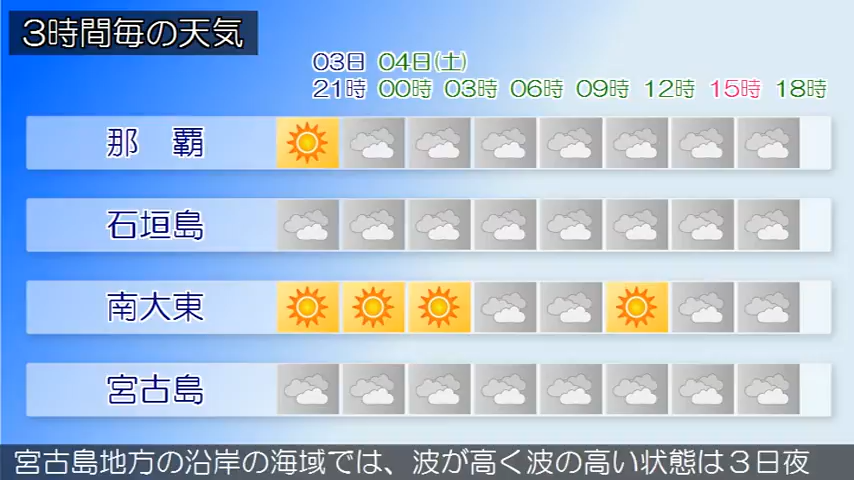 3時間毎の天気
03日 04日(土)
21時 00時 03時 06時 09時 12時 15時 18時
那 覇
石垣島
南大東
宮古島
宮古島地方の沿岸の海域では、波が高く波の高い状態は3日夜